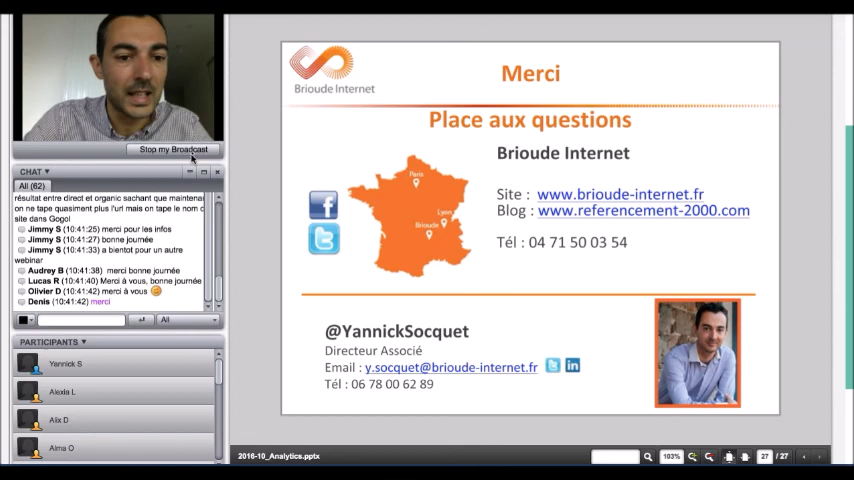 Stop my Broadcast
CHAT
All (62)
résultat entre direct et organic sachant que maintenan
on ne tape quasiment plus l'url mais on tape le nom d
site dans Gogol
Jimmy S (10:41:25) merci pour les infos
Jimmy S (10:41:27) bonne journée
Jimmy S (10:41:33) a bientot pour un autre
webinar
Audrey B (10:41:38) merci bonne journée
Lucas R (10:41:40) Merci à vous, bonne journée
Olivier D (10:41:42) merci à vous
Denis (10:41:42) merci
All
PARTICIPANTS
Yannick S
Alexia L
Alix D
Alma O
Brioude Internet
Merci
Place aux questions
Paris
Lyon
Brioude
Brioude Internet
Site : www.brioude-internet.fr
Blog : www.referencement-2000.com
Tél : 04 71 50 03 54
@YannickSocquet
Directeur Associé
Email : y.socquet@brioude-internet.fr
Tél : 06 78 00 62 89
2016-10_Analytics.pptx
103%
27 / 27